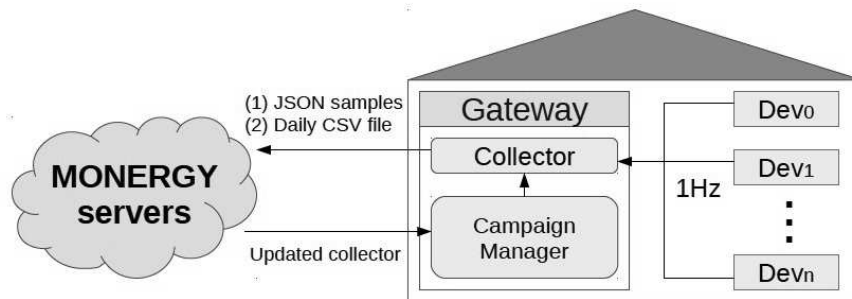 (1) JSON samples
(2) Daily CSV file
MONERGY
servers
Updated collector
Gateway
Collector
Campaign
Manager
1Hz
Dev0
Dev1
Devn